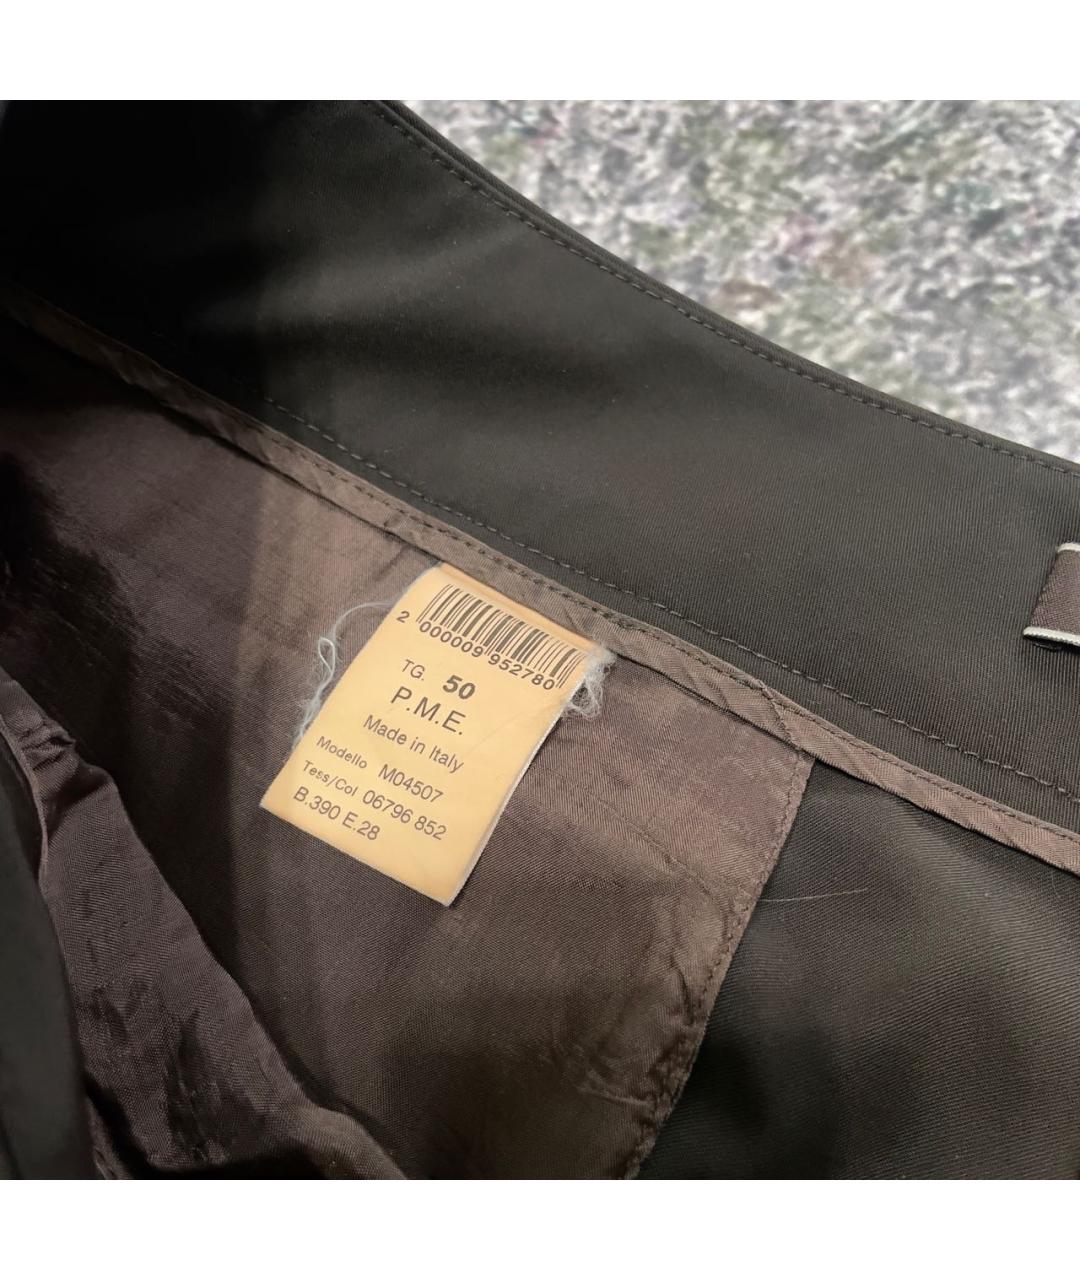 2 000009 952780
TG. 50
P.M.E.
Made in Italy
Modello M04507
Tess/Col 06796 852
B.390 E.28